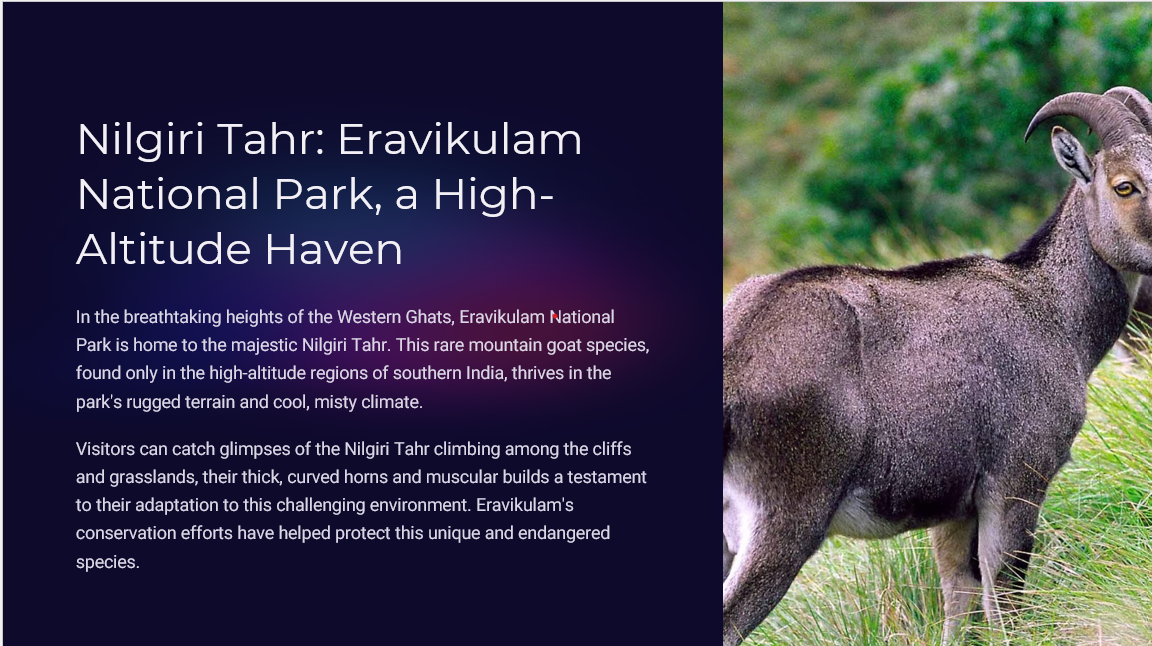 Nilgiri Tahr: Eravikulam
National Park, a High-
Altitude Haven
In the breathtaking heights of the Western Ghats, Eravikulam National
Park is home to the majestic Nilgiri Tahr. This rare mountain goat species,
found only in the high-altitude regions of southern India, thrives in the
park's rugged terrain and cool, misty climate.
Visitors can catch glimpses of the Nilgiri Tahr climbing among the cliffs
and grasslands, their thick, curved horns and muscular builds a testament
to their adaptation to this challenging environment. Eravikulam's
conservation efforts have helped protect this unique and endangered
species.